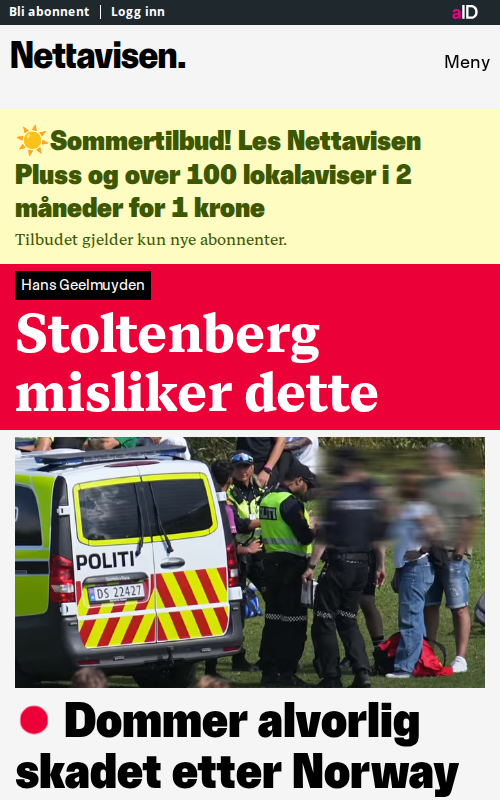 Bli abonnent
Logg inn
aID
Nettavisen.
Meny
Sommertilbud! Les Nettavisen
Pluss og over 100 lokalaviser i 2
måneder for 1 krone
Tilbudet gjelder kun nye abonnenter.
Hans Geelmuyden
Stoltenberg
misliker dette
POLITI
DS 22427
Dommer alvorlig
skadet etter Norway